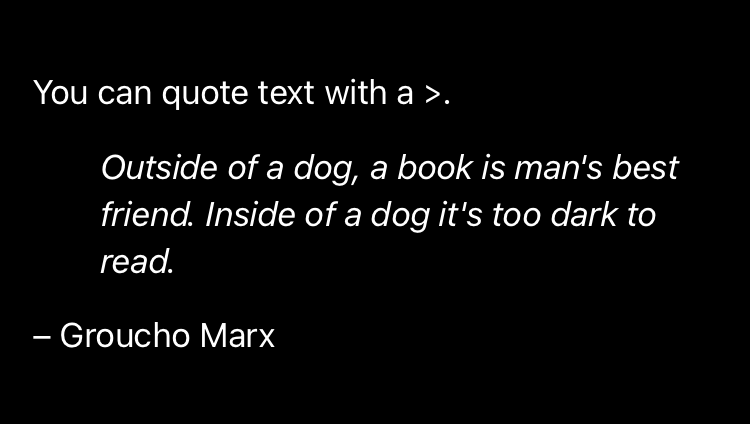 You can quote text with a >.
Outside of a dog, a book is man's best
friend. Inside of a dog it's too dark to
read.
– Groucho Marx